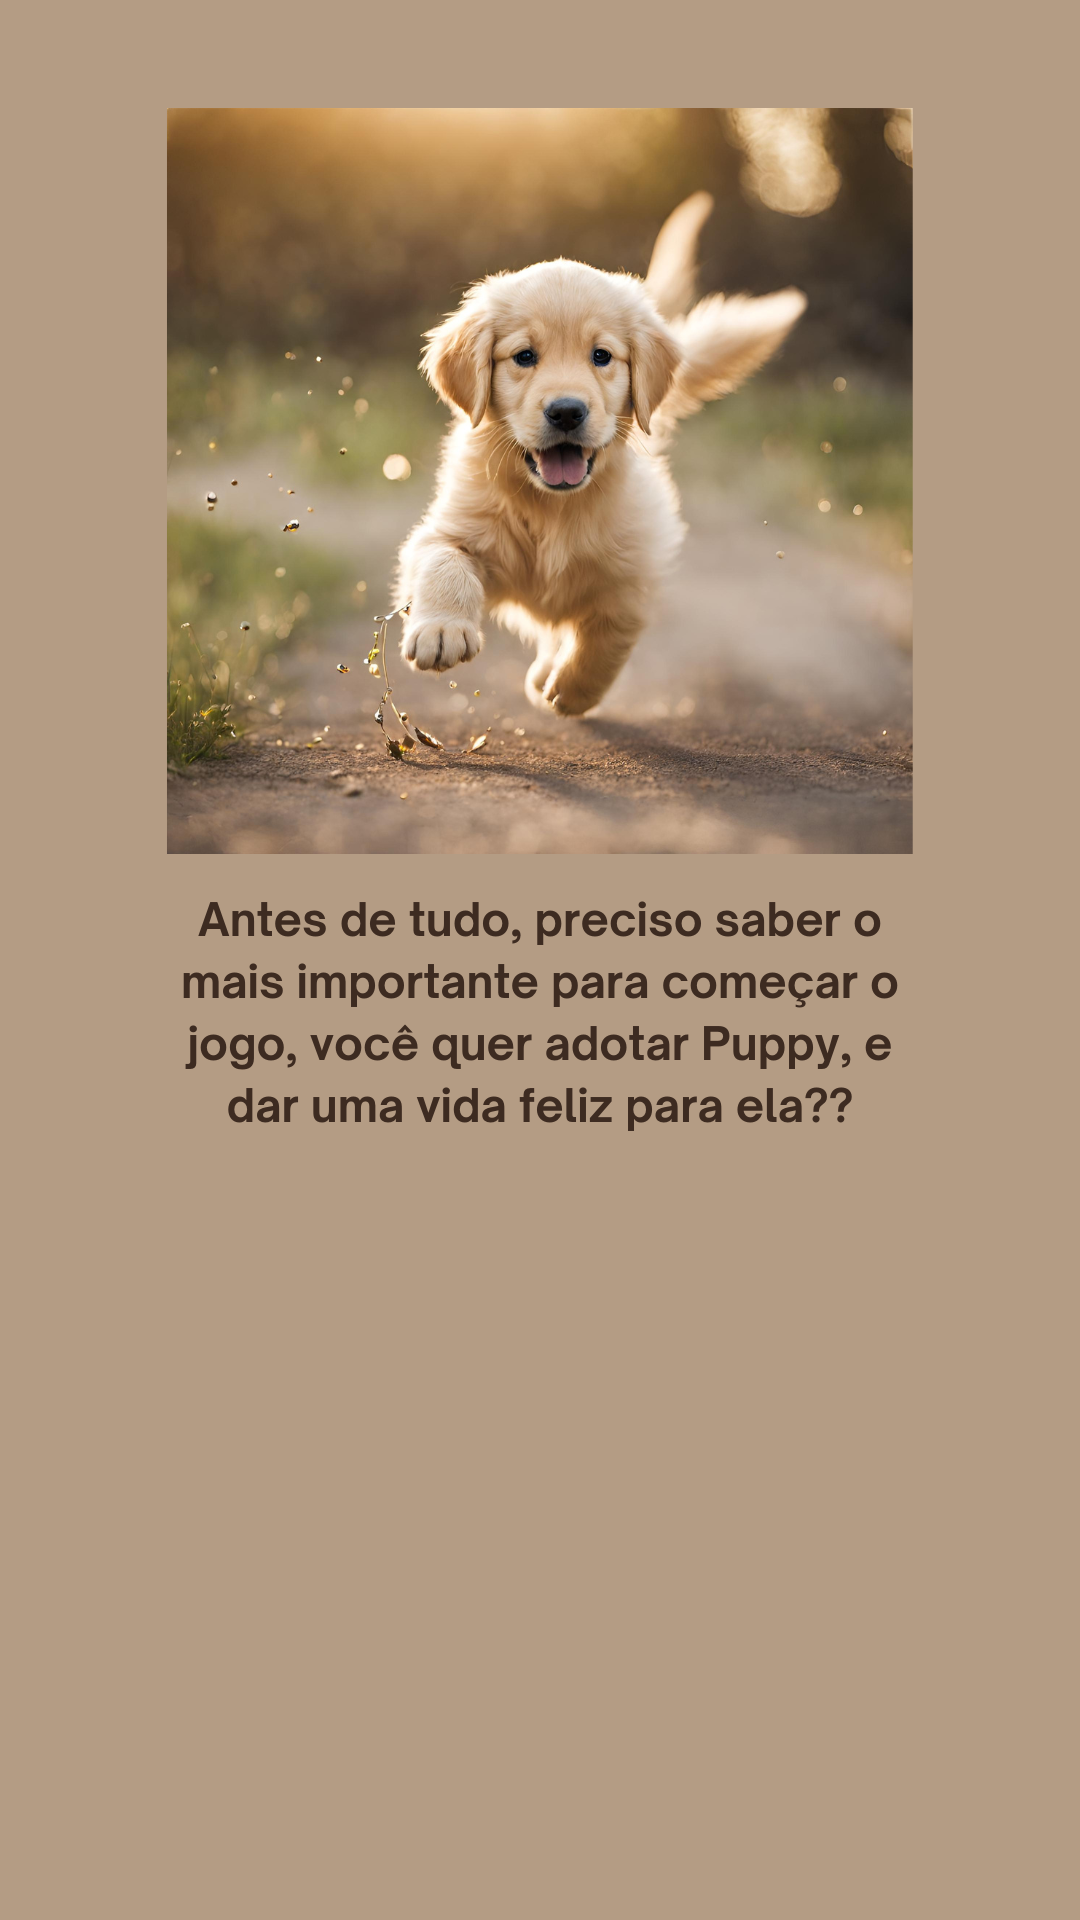 Antes de tudo, preciso saber o
mais importante para começar o
jogo, você quer adotar Puppy, e
dar uma vida feliz para ela??